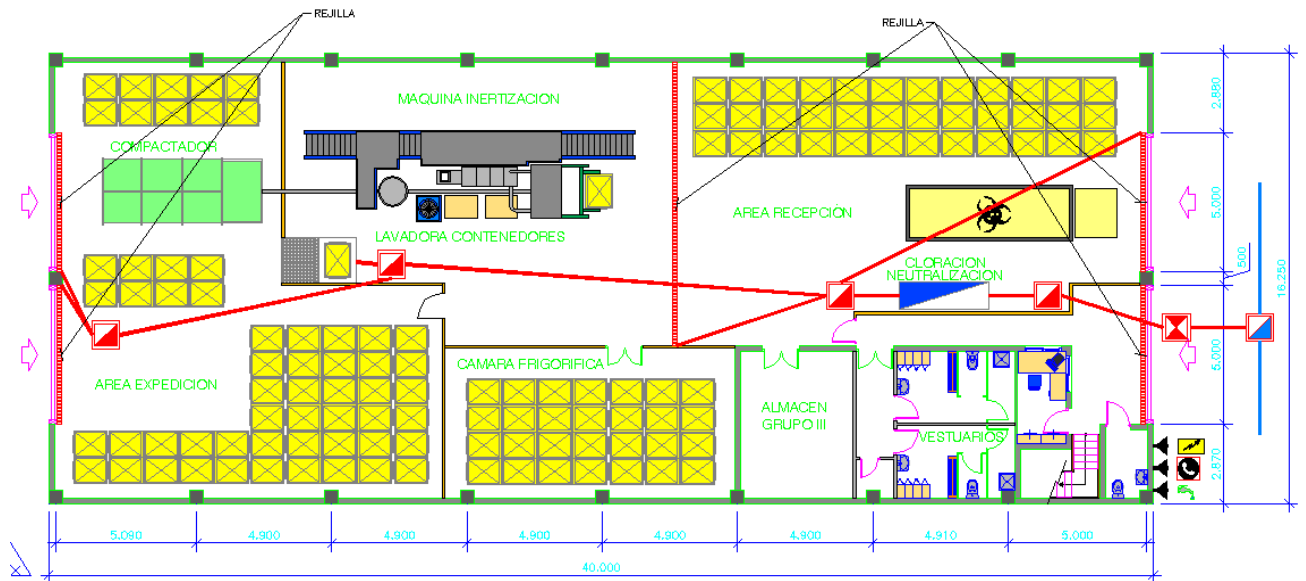 REJILLA
REJILLA
MAQUINA INERTIZACION
COMPACTADOR
AREA RECEPCIÓN
LAVADORA CONTENEDORES
CLORACION
NEUTRALIZACION
AREA EXPEDICION
CAMARA FRIGORIFICA
ALMACEN
GRUPO III
VESTUARIOS
2.880
5.000
500
16.250
5.000
2.870
5.090
4.900
4.900
4.900
4.900
4.900
4.910
5.000
40.000
X